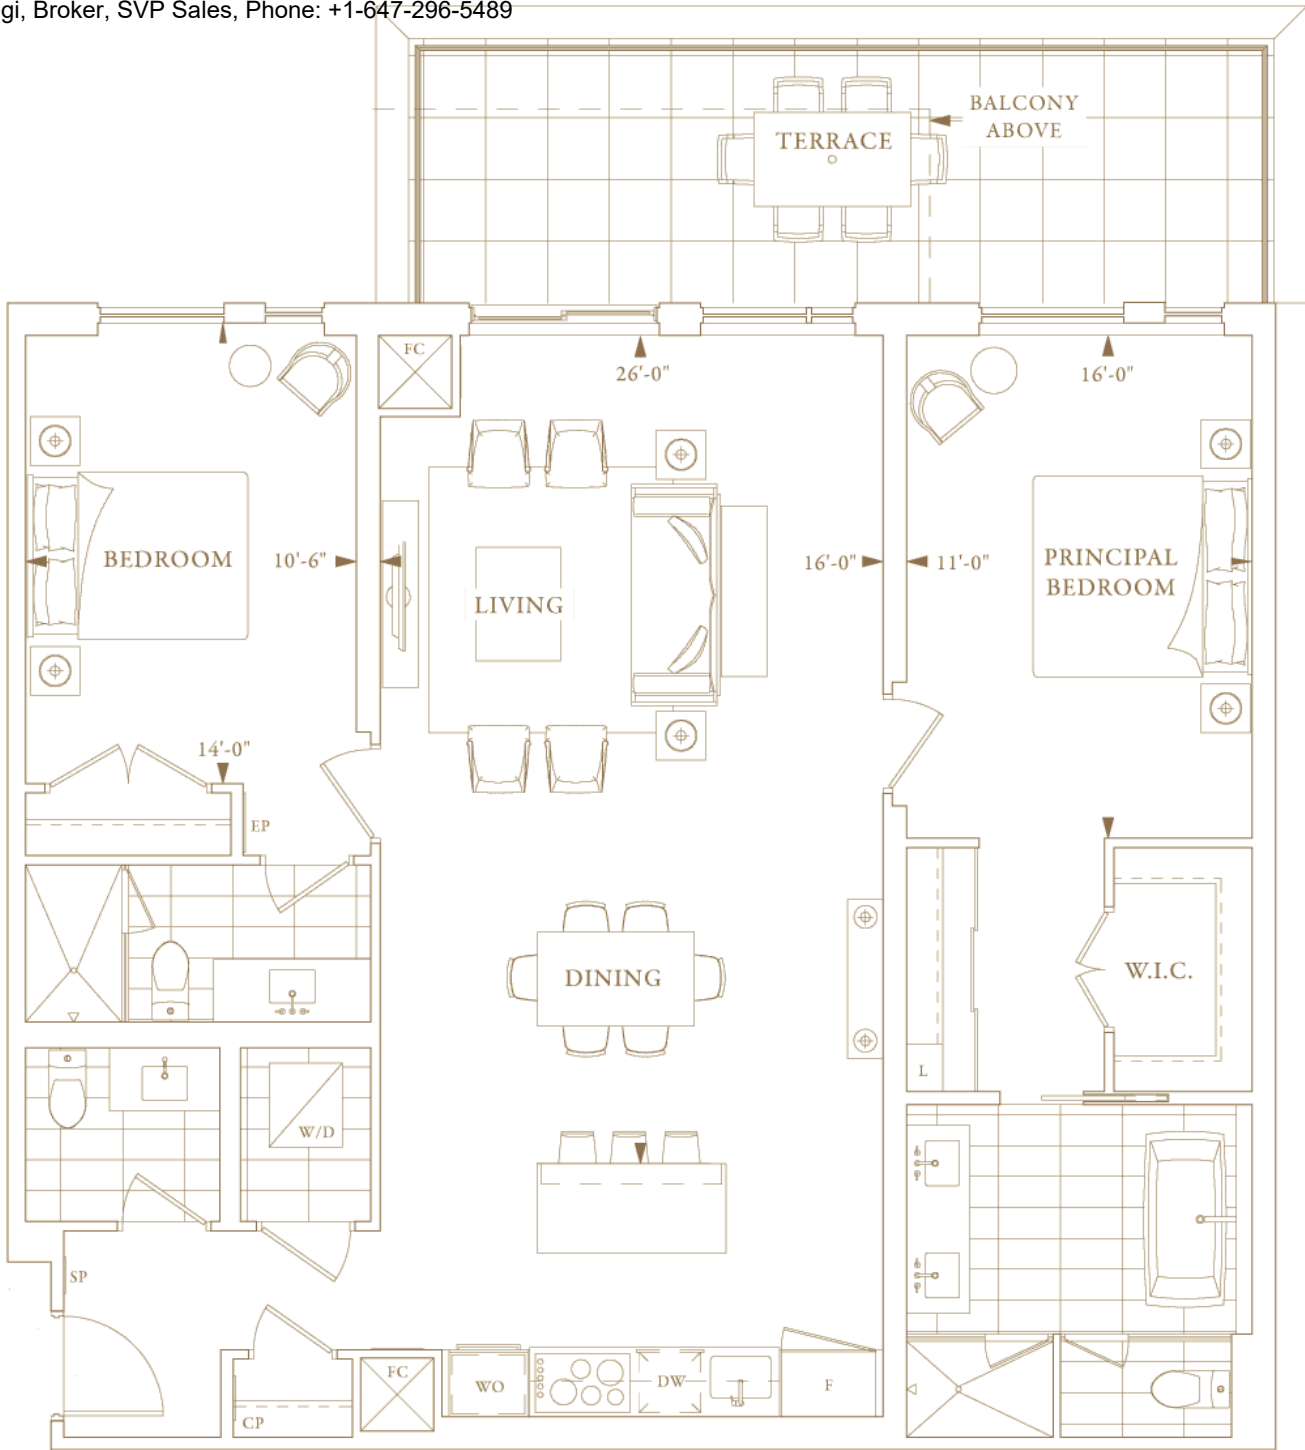 gi, Broker, SVP Sales, Phone: +1-647-296-5489
BALCONY
ABOVE
TERRACE
FC
26'-0"
16'-0"
BEDROOM
10'-6"
LIVING
16'-0"
11'-0"
PRINCIPAL
BEDROOM
14'-0"
EP
DINING
W.I.C.
L
W/D
SP
FC
WO
DW
F
CP